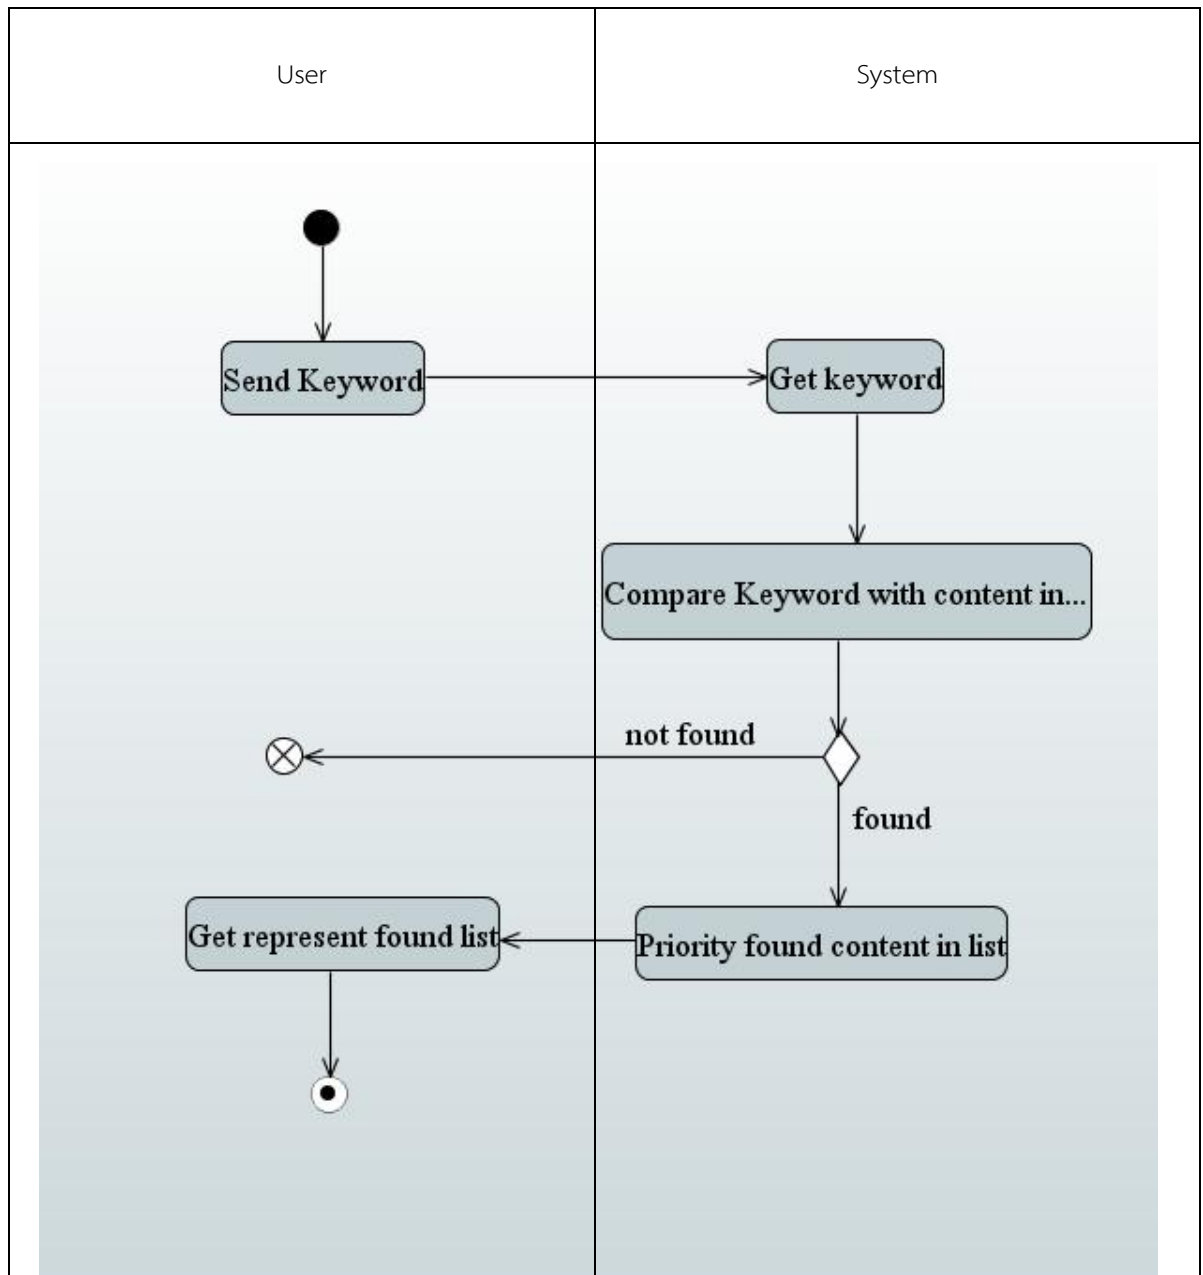 User
System
Send Keyword
Get keyword
Compare Keyword with content in...
not found
found
Get represent found list
Priority found content in list